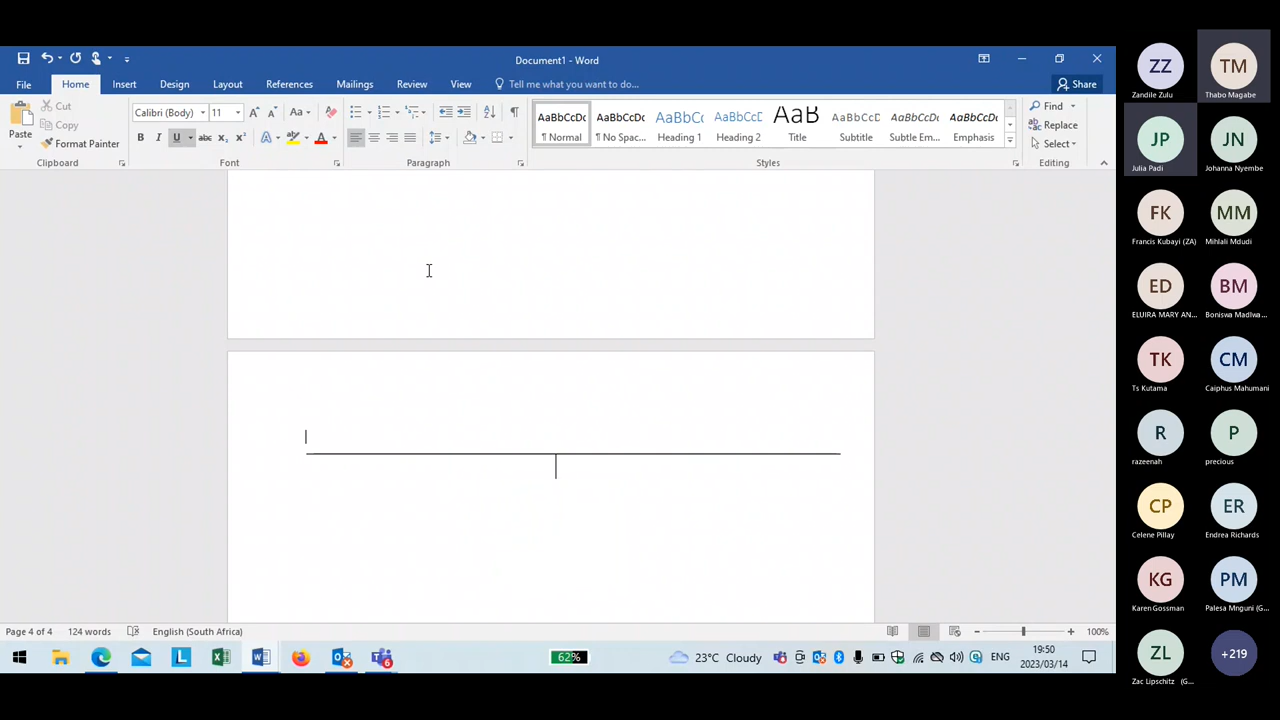 Document1 - Word
File Home Insert Design Layout References Mailings Review View Tell me what you want to do... Share
Paste
Cut
Copy
Format Painter
Clipboard
Calibri (Body) 11
Font
Paragraph
AaBbCcDc AaBbCcDc AaBbCc AaBbCcD AaB AaBbCcD AaBbCcDc AaBbCcDc
¶ Normal ¶ No Spac... Heading 1 Heading 2 Title Subtitle Subtle Em... Emphasis
Styles
Find
Replace
Select
Editing
Page 4 of 4 124 words English (South Africa) 100%
62% 23°C Cloudy ENG 19:50
2023/03/14
ZZ TM
Zandile Zulu Thabo Magabe
JP JN
Julia Padi Johanna Nyembe
FK MM
Francis Kubayi (ZA) Mihlali Mdudi
ED BM
ELUIRA MARY AN... Boniswa Madlwa...
TK CM
Ts Kutama Caiphus Mahumani
R P
razeenah precious
CP ER
Celene Pillay Endrea Richards
KG PM
Karen Gossman Palesa Mnguni (G...
ZL +219
Zac Lipschitz (G...